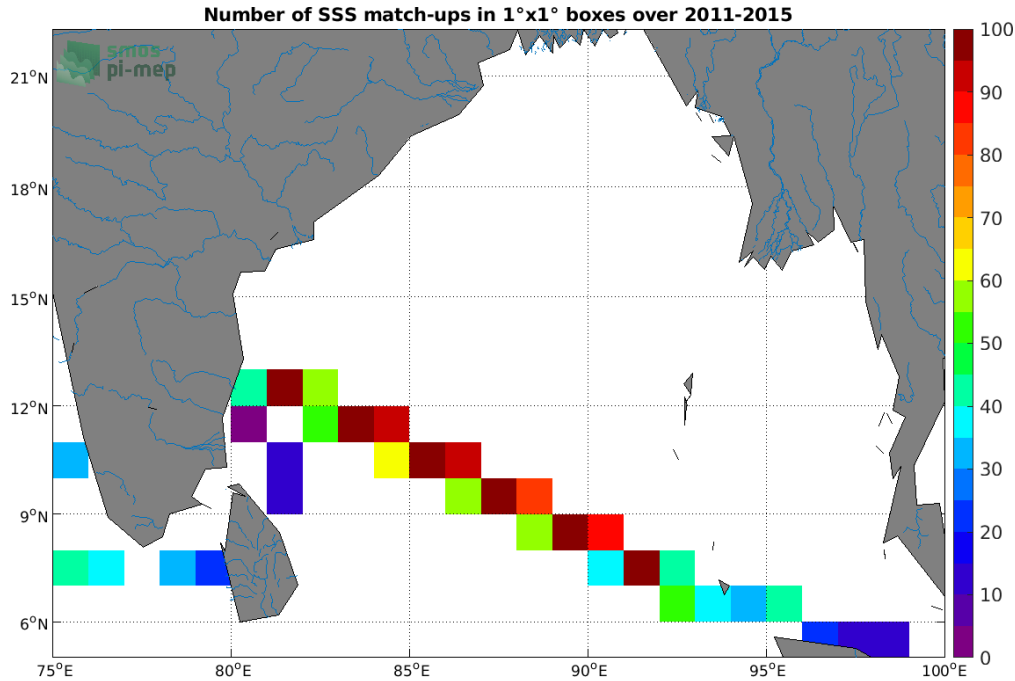 Number of SSS match-ups in 1°x1° boxes over 2011-2015
smos
pi-mep
21°N
18°N
15°N
12°N
9°N
6°N
75°E 80°E 85°E 90°E 95°E 100°E
100
90
80
70
60
50
40
30
20
10
0